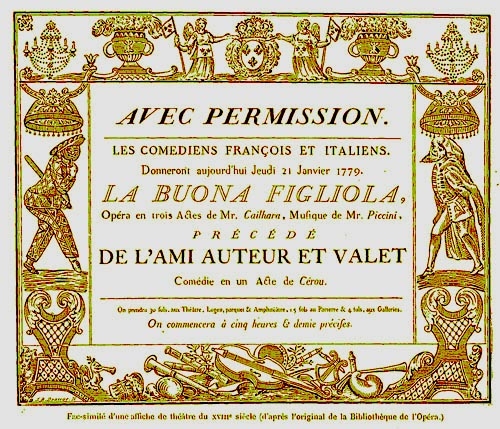 AVEC PERMISSION.
LES COMEDIENS FRANÇOIS ET ITALIENS.
Donneront aujourd'hui Jeudi 21 Janvier 1779.
LA BUONA FIGLIOLA,
Opéra en trois Actes de Mr. Cailhara, Musique de Mr. Piccini,
PRÉCÉDÉ
DE L'AMI AUTEUR ET VALET
Comédie en un Acte de Cérou.
On prendra 30 sols, aux Théâtre, Loges, parquet & Amphitéâtre, 15 sols au Parterre & 4 sols, aux Galleries.
On commencera à cinq heures & demie précises.
Fac-similé d'une affiche de théâtre du XVIIIe siècle (d'après l'original de la Bibliothèque de l'Opéra.)